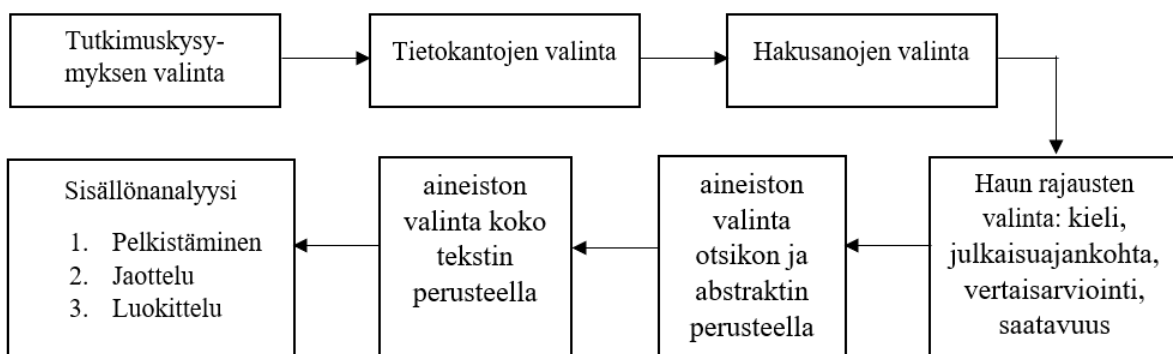 Tutkimuskysy-
mymyksen valinta
Tietokantojen valinta
Hakusanojen valinta
Haun rajausten
valinta: kieli,
julkaisuajankohta,
vertaisarviointi,
saatavuus
aineiston
valinta
otsikon ja
abstraktin
perusteella
aineiston
valinta koko
tekstin
perusteella
Sisällönanalyysi
1. Pelkistäminen
2. Jaottelu
3. Luokittelu